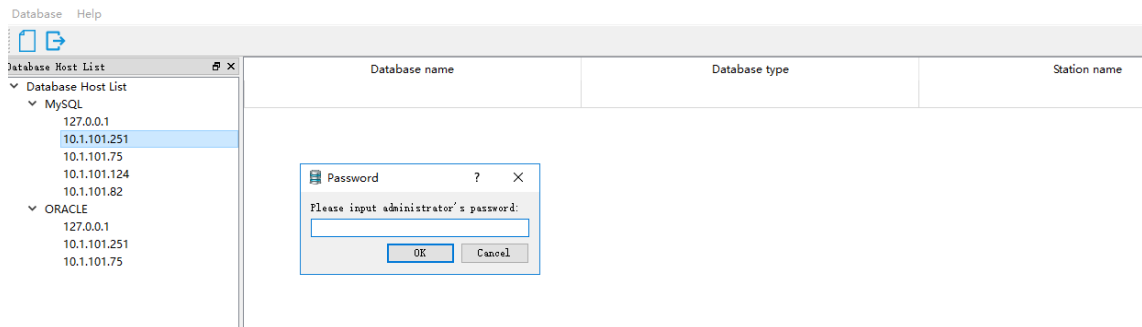 Database Help
Database Host List
Database name Database type Station name
Database Host List
MySQL
127.0.0.1
10.1.101.251
10.1.101.75
10.1.101.124
10.1.101.82
ORACLE
127.0.0.1
10.1.101.251
10.1.101.75
Password ?
Please input administrator's password:
OK Cancel